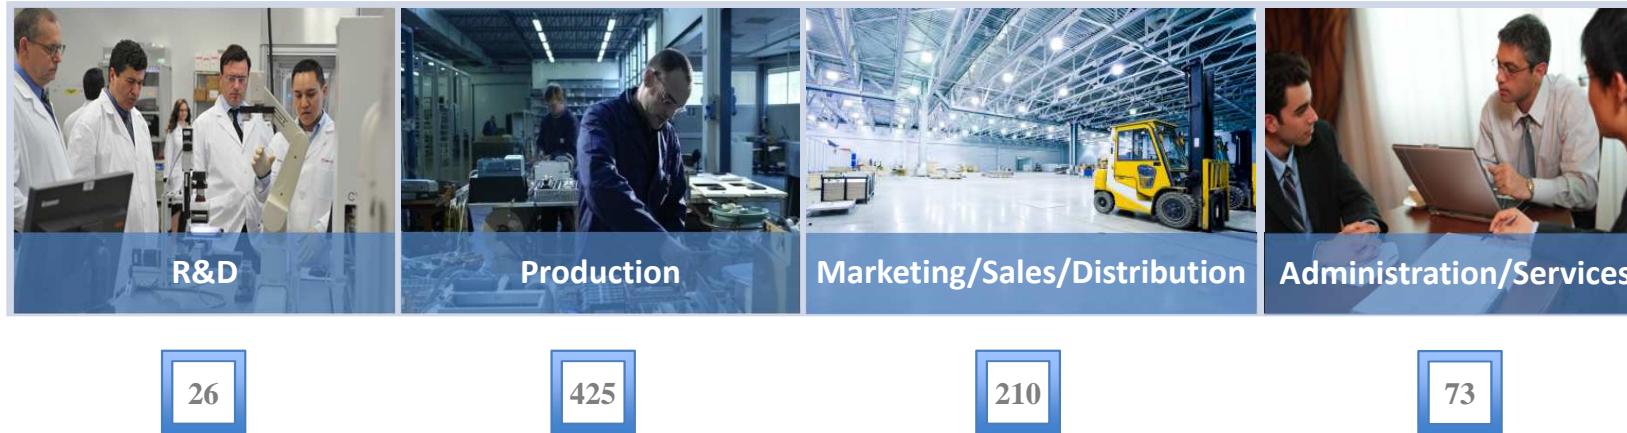 R&D
Production
Marketing/Sales/Distribution
Administration/Services
26
425
210
73